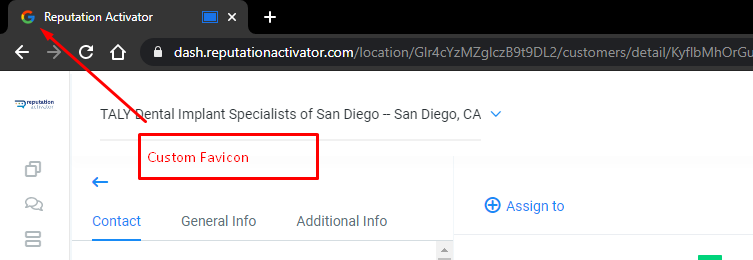 Reputation Activator
dash.reputationactivator.com/location/Glr4cYzMZglczB9t9DL2/customers/detail/KyflbMhOrGu
reputation
activator
TALY Dental Implant Specialists of San Diego -- San Diego, CA
Custom Favicon
Contact General Info Additional Info
Assign to